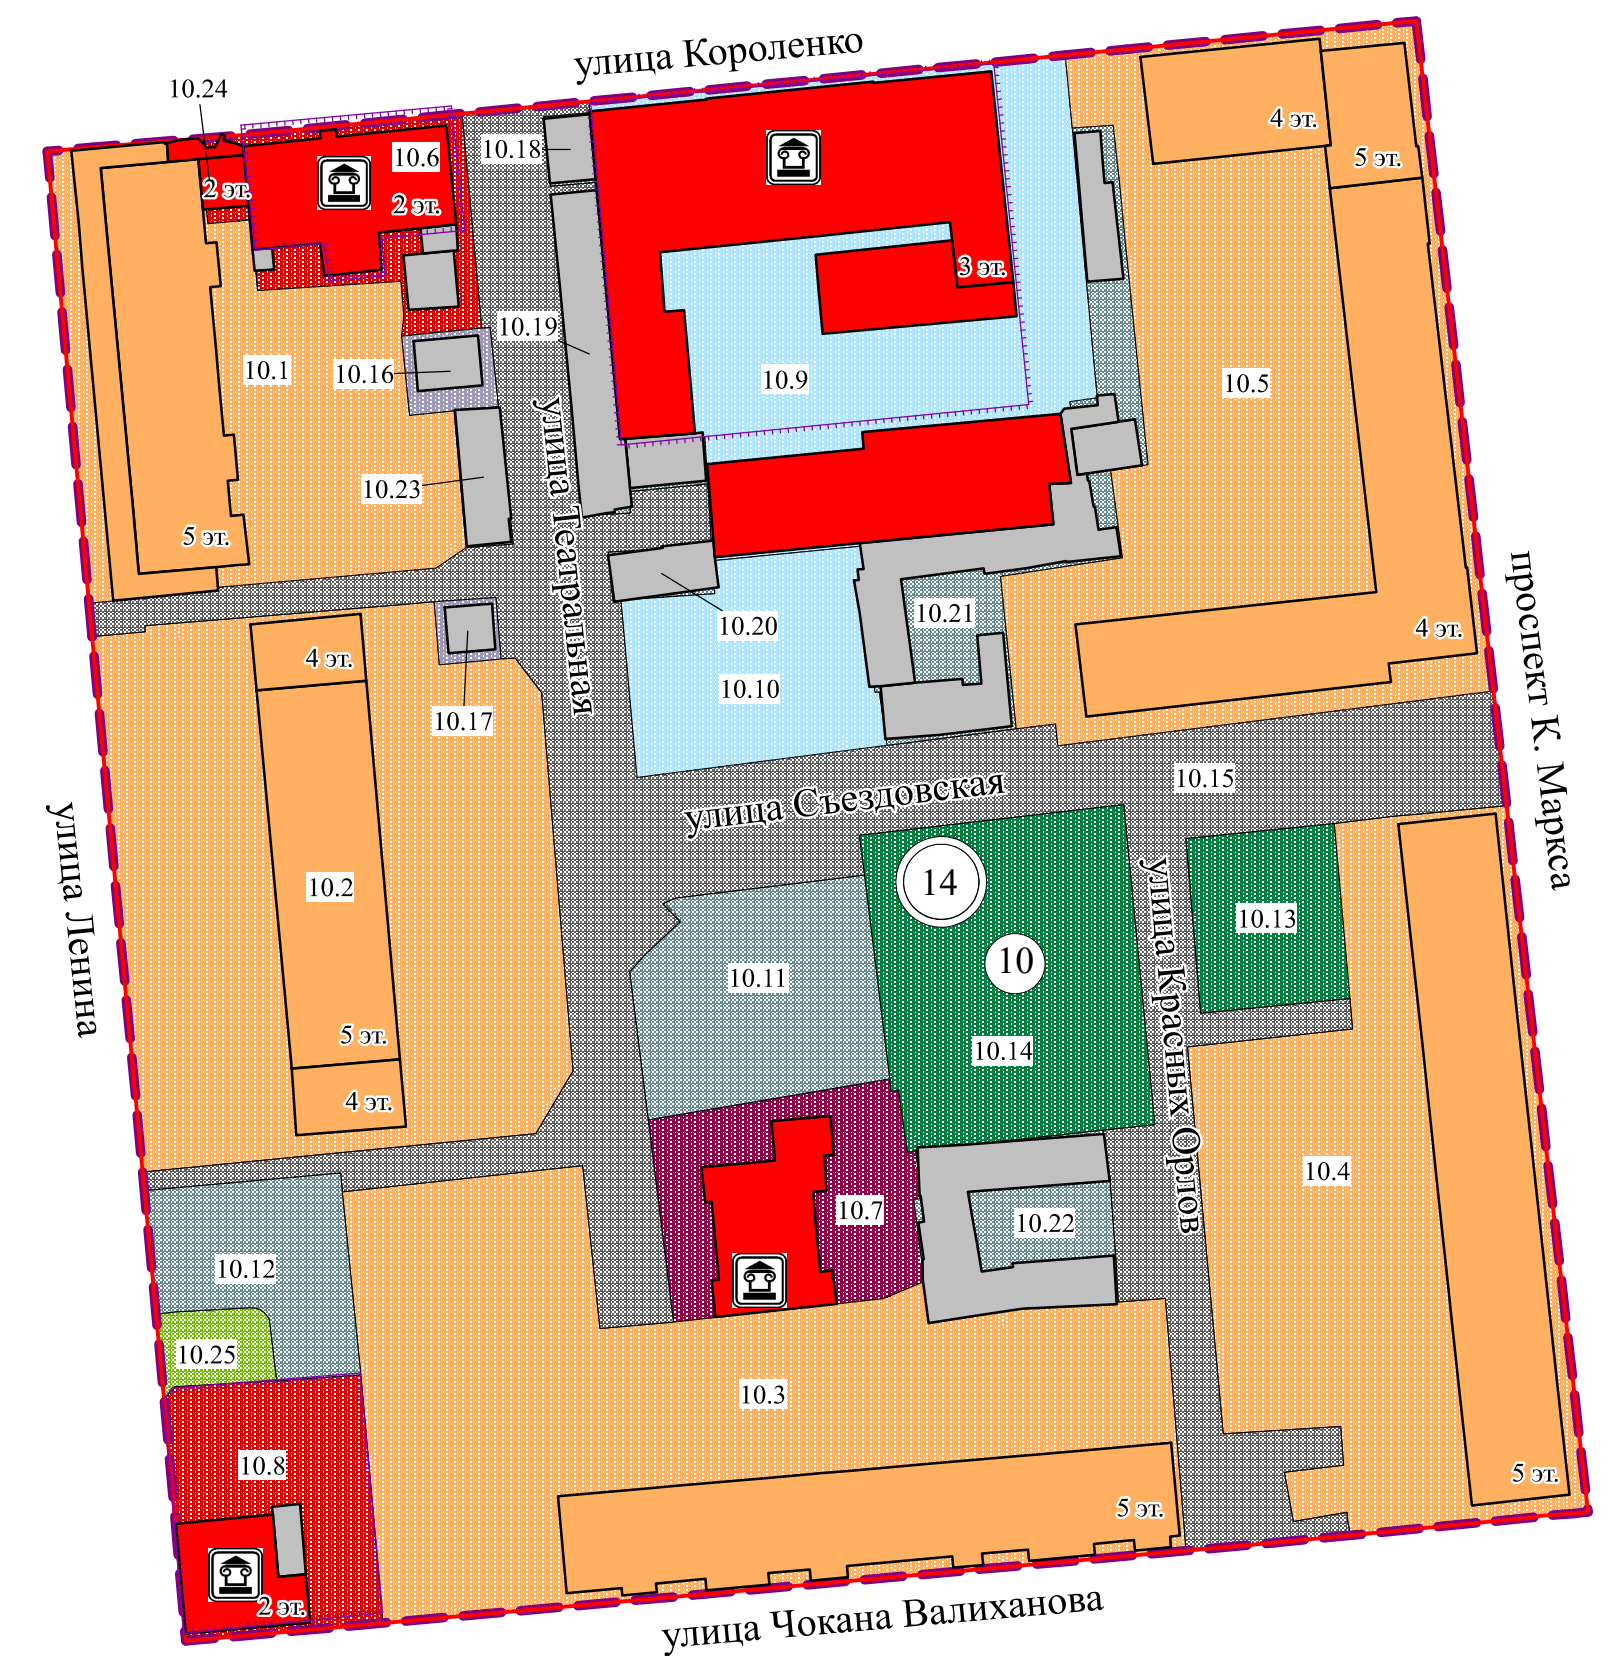 улица Короленко
10.24
4 эт.
10.18
10.6
5 эт.
2 эт.
2 эт.
3 эт.
10.19
10.1
10.16
10.9
10.5
улица Театральная
10.23
5 эт.
10.21
10.20
4 эт.
проспект К. Маркса
4 эт.
10.10
10.17
10.15
улица Съездовская
улица Ленина
10.2
14
улица Красных Орлов
10.13
10
10.11
5 эт.
10.14
4 эт.
10.4
10.7
10.22
10.12
10.25
10.3
10.8
5 эт.
5 эт.
2 эт.
улица Чокана Валиханова